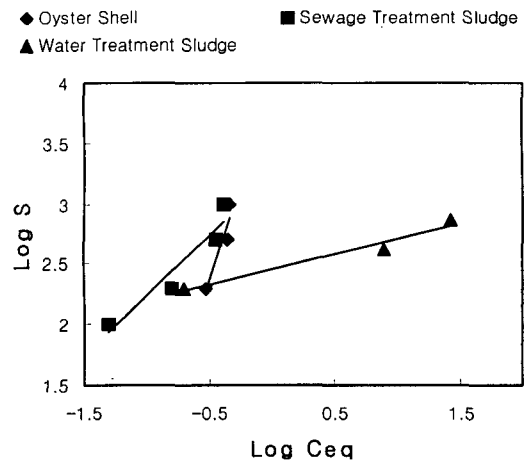 Oyster Shell
Sewage Treatment Sludge
Water Treatment Sludge
4
3.5
3
2.5
2
1.5
Log S
-1.5
-0.5
0.5
1.5
Log Ceq